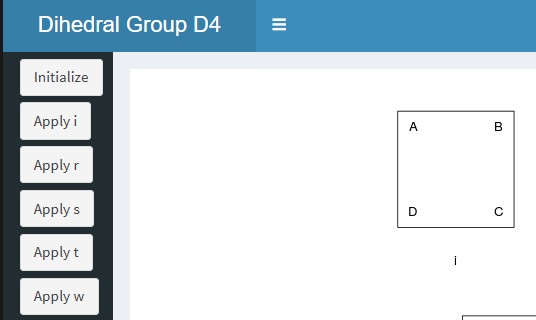 Dihedral Group D4
Initialize
Apply i
Apply r
Apply s
Apply t
Apply w
A B
D C
i